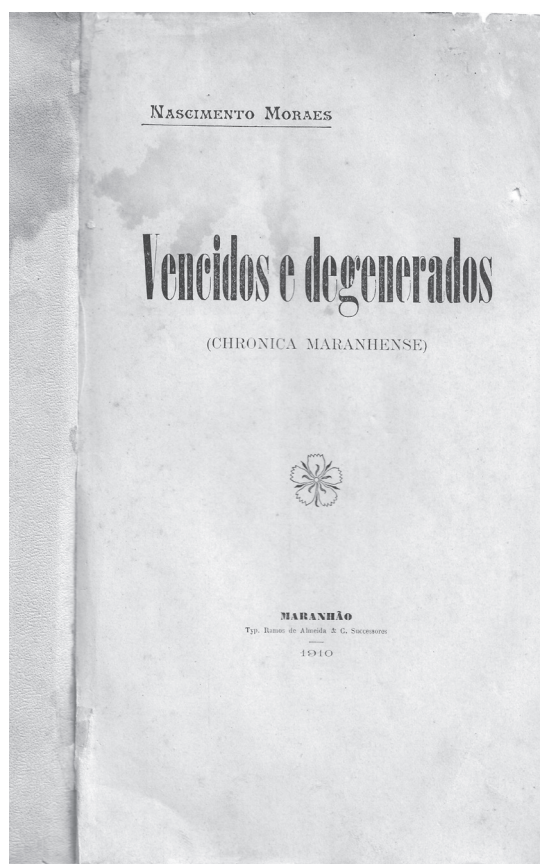 NASCIMENTO MORAES
Vencidos e degenerados
(CHRONICA MARANHENSE)
MARANHÃO
Typ. Ramos de Almeida & C. Successores
1910